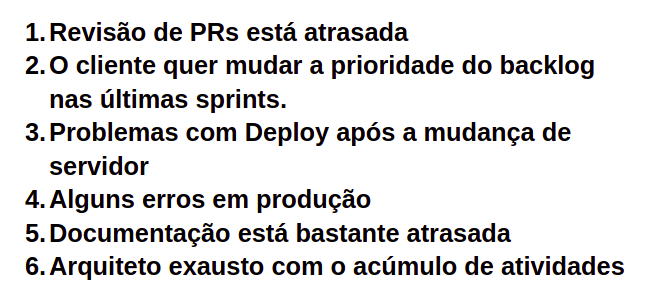 1. Revisão de PRs está atrasada
2. O cliente quer mudar a prioridade do backlog
nas últimas sprints.
3. Problemas com Deploy após a mudança de
servidor
4. Alguns erros em produção
5. Documentação está bastante atrasada
6. Arquiteto exausto com o acúmulo de atividades